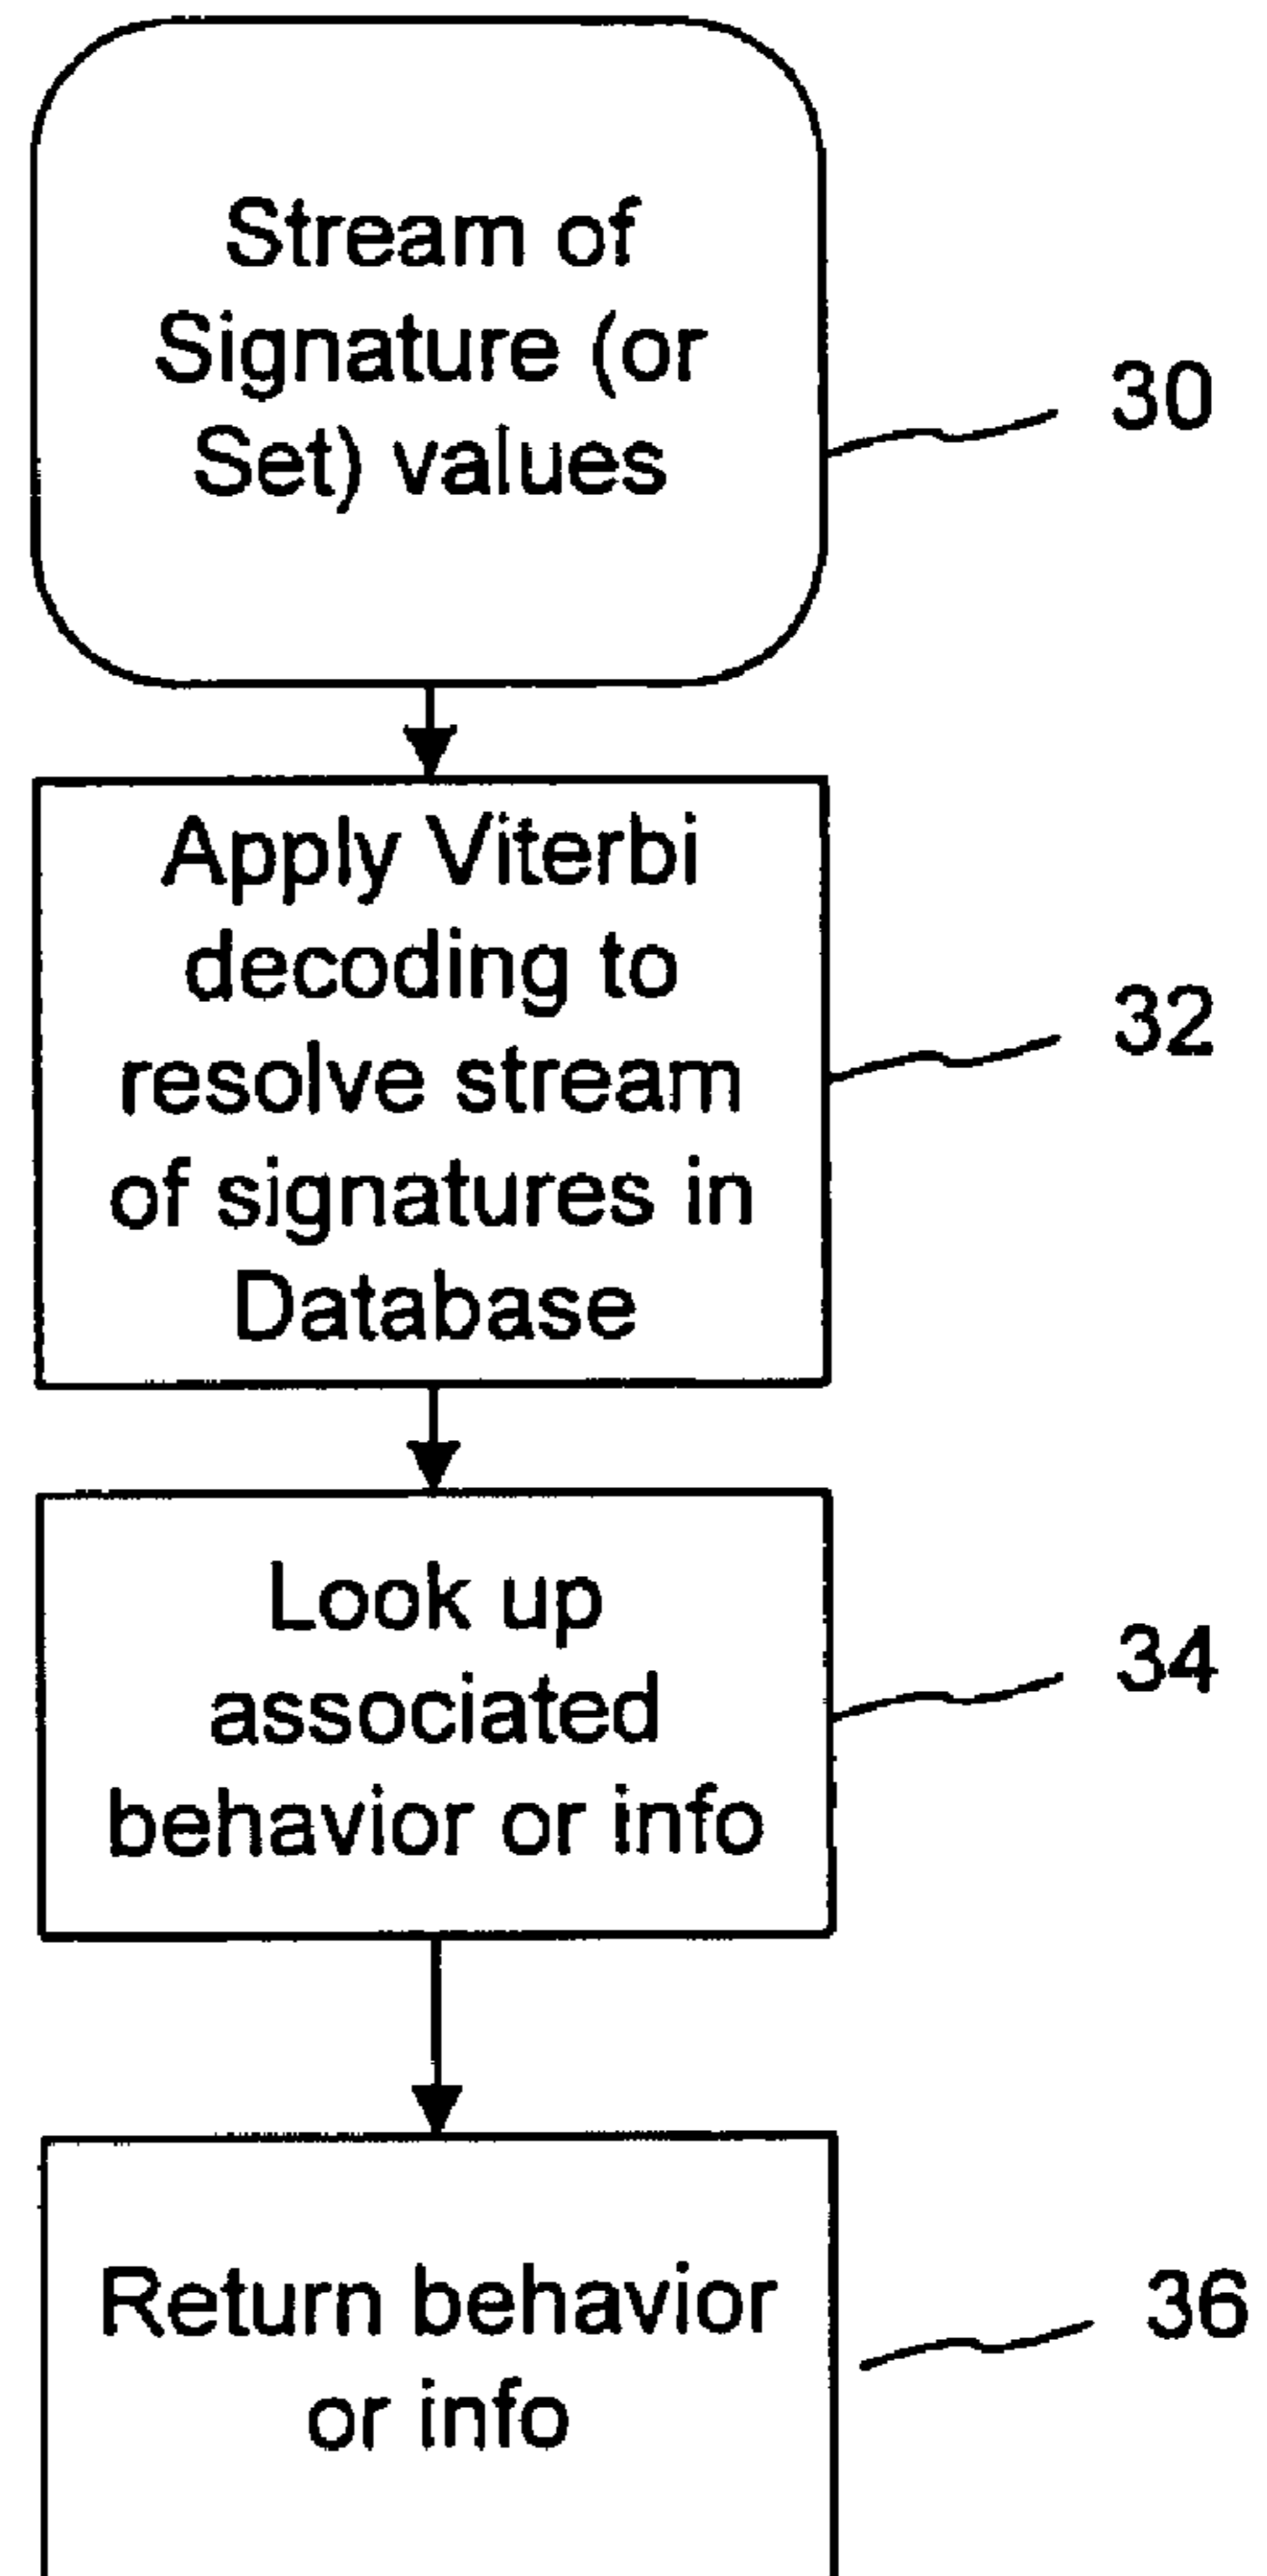 Stream of
Signature (or
Set) values
30
Apply Viterbi
decoding to
resolve stream
of signatures in
Database
32
Look up
associated
behavior or info
34
Return behavior
or info
36